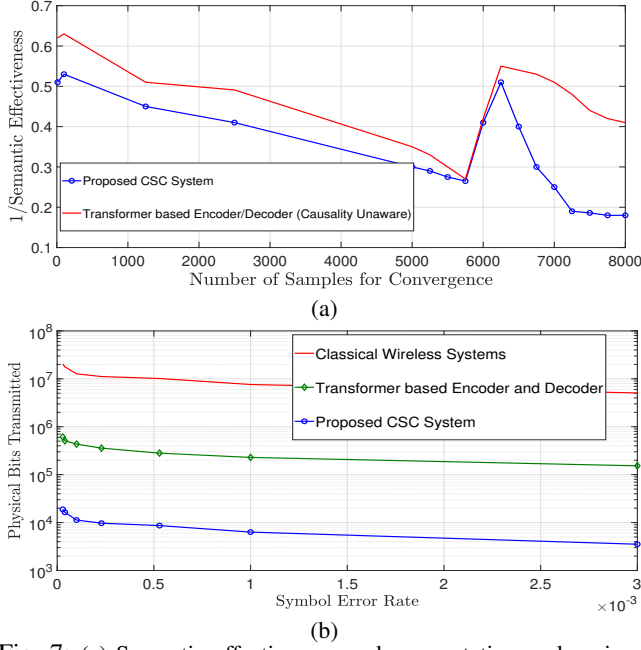 0.7
0.6
0.5
0.4
0.3
0.2
0.1
1/Semantic Effectiveness
Proposed CSC System
Transformer based Encoder/Decoder (Causality Unaware)
0 1000 2000 3000 4000 5000 6000 7000 8000
Number of Samples for Convergence
(a)
10^8
10^7
10^6
10^5
10^4
10^3
Physical Bits Transmitted
Classical Wireless Systems
Transformer based Encoder and Decoder
Proposed CSC System
0 0.5 1 1.5 2 2.5 3
×10^-3
Symbol Error Rate
(b)
Fig. 7: (a) Semantic effectiveness